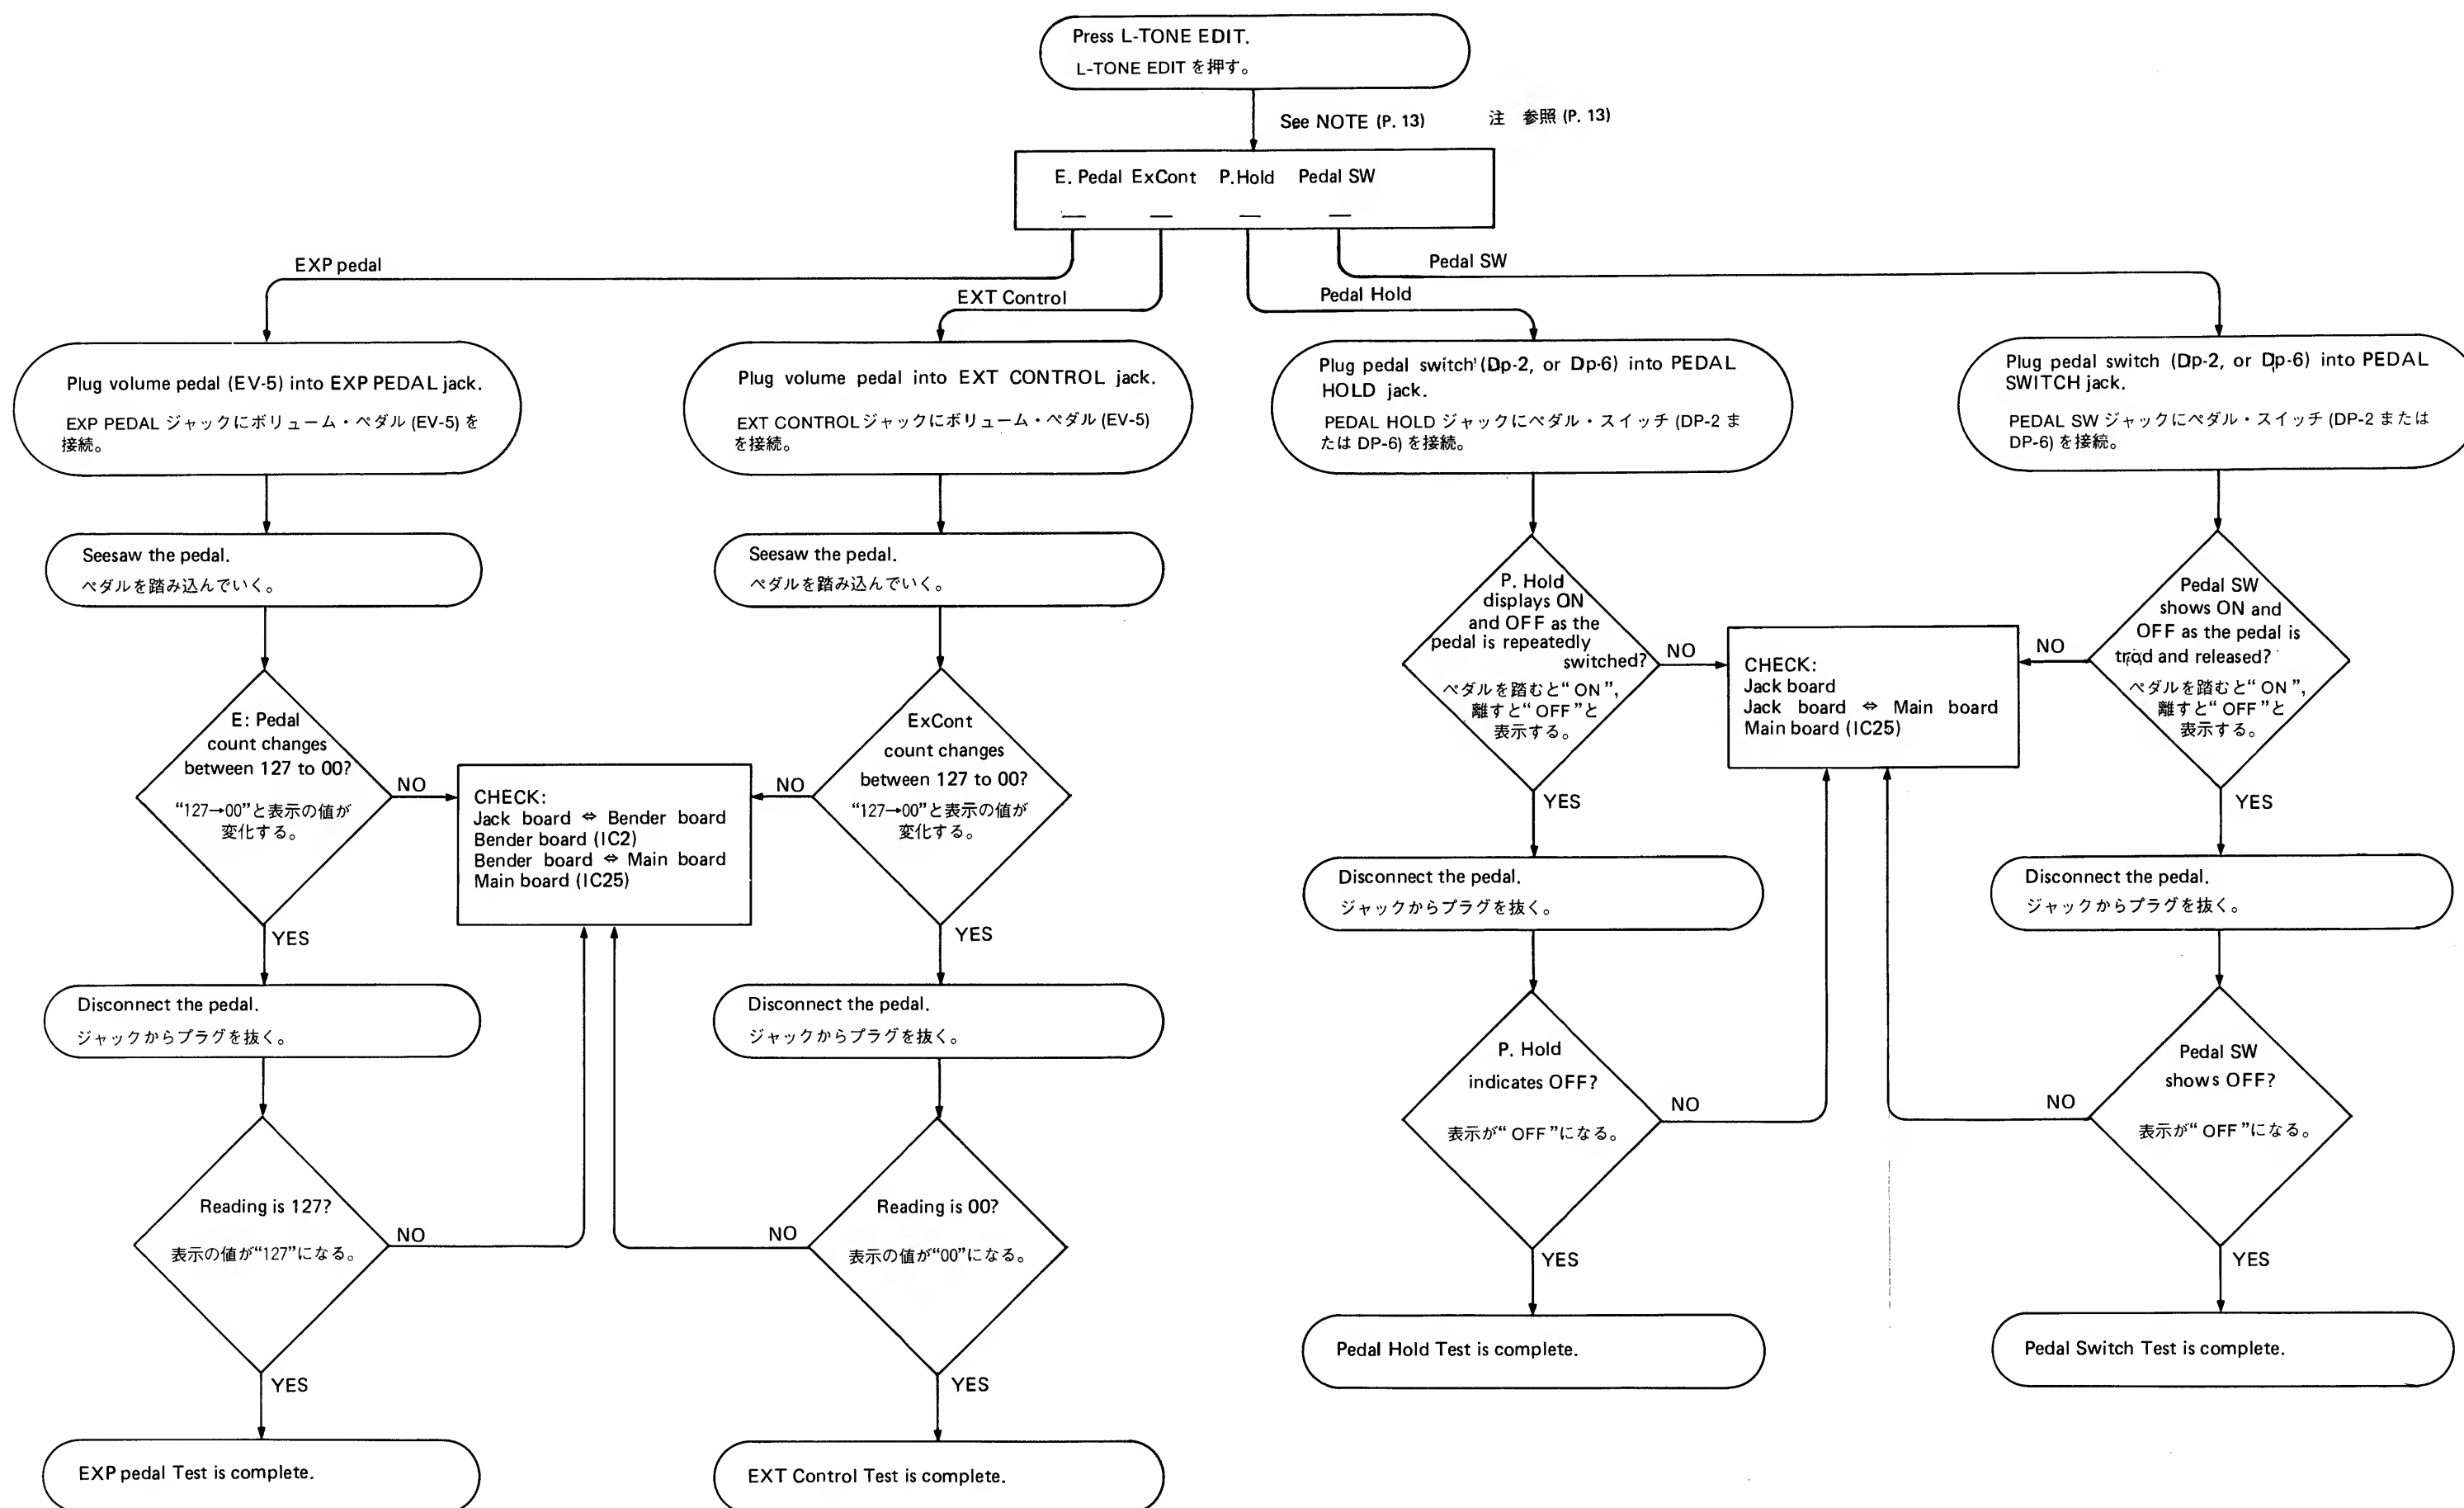 Press L-TONE EDIT.
L-TONE EDIT を押す。
See NOTE (P. 13)
注 参照 (P. 13)
E. Pedal ExCont P.Hold Pedal SW
EXP pedal
EXT Control
Pedal Hold
Pedal SW
Plug volume pedal (EV-5) into EXP PEDAL jack.
EXP PEDAL ジャックにボリューム・ペダル (EV-5) を
接続。
Seesaw the pedal.
ペダルを踏み込んでいく。
E: Pedal
count changes
between 127 to 00?
“127→00”と表示の値が
変化する。
NO
YES
Disconnect the pedal.
ジャックからプラグを抜く。
Reading is 127?
表示の値が“127”になる。
NO
YES
EXP pedal Test is complete.
CHECK:
Jack board ⇔ Bender board
Bender board (IC2)
Bender board ⇔ Main board
Main board (IC25)
Plug volume pedal into EXT CONTROL jack.
EXT CONTROL ジャックにボリューム・ペダル (EV-5)
を接続。
Seesaw the pedal.
ペダルを踏み込んでいく。
ExCont
count changes
between 127 to 00?
“127→00”と表示の値が
変化する。
NO
YES
Disconnect the pedal.
ジャックからプラグを抜く。
Reading is 00?
表示の値が“00”になる。
NO
YES
EXT Control Test is complete.
Plug pedal switch (Dp-2, or Dp-6) into PEDAL
HOLD jack.
PEDAL HOLD ジャックにペダル・スイッチ (DP-2 ま
たは DP-6) を接続。
P. Hold
displays ON
and OFF as the
pedal is repeatedly
switched?
ペダルを踏むと“ ON ”,
離すと“ OFF ”と
表示する。
NO
YES
Disconnect the pedal.
ジャックからプラグを抜く。
P. Hold
indicates OFF?
表示が“ OFF ”になる。
NO
YES
Pedal Hold Test is complete.
CHECK:
Jack board
Jack board ⇔ Main board
Main board (IC25)
Plug pedal switch (Dp-2, or Dp-6) into PEDAL
SWITCH jack.
PEDAL SW ジャックにペダル・スイッチ (DP-2 または
DP-6) を接続。
Pedal SW
shows ON and
OFF as the pedal is
trod and released?
ペダルを踏むと“ ON ”,
離すと“ OFF ”と
表示する。
NO
YES
Disconnect the pedal.
ジャックからプラグを抜く。
Pedal SW
shows OFF?
表示が“ OFF ”になる。
NO
YES
Pedal Switch Test is complete.